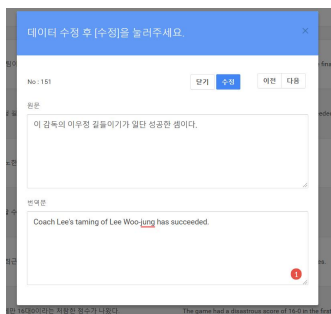 데이터 수정 후 [수정]을 눌러주세요. ×
No : 151 닫기 수정 이전 다음
원문
이 감독의 이우정 길들이기가 일단 성공한 셈이다.
번역문
Coach Lee's taming of Lee Woo-jung has succeeded.
1
The game had a disastrous score of 16-0 in the first